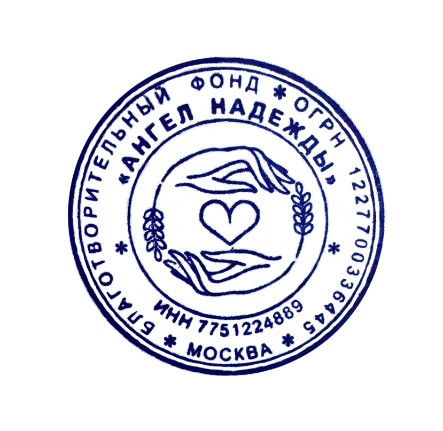 БЛАГОТВОРИТЕЛЬНЫЙ ФОНД * ОГРН 1227700336445 * МОСКВА *
«АНГЕЛ НАДЕЖДЫ»
* ИНН 7751224889 *